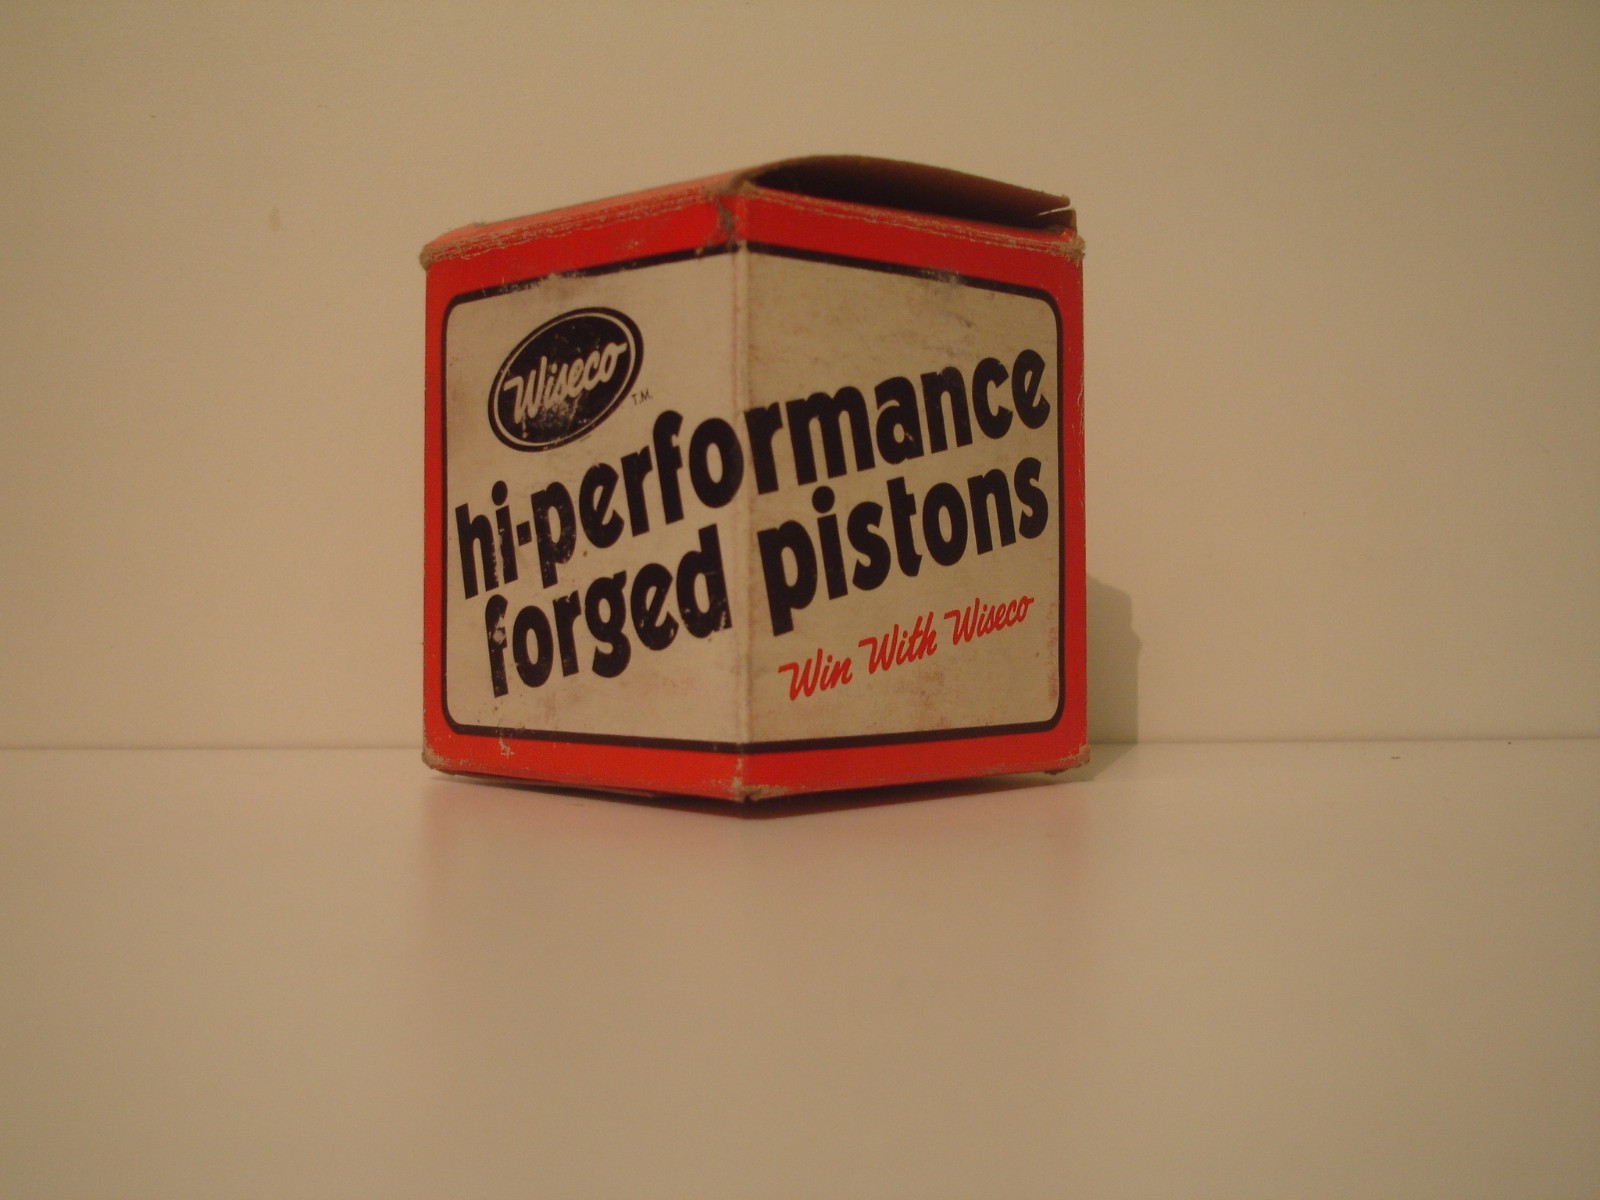 Wiseco
T.M.
hi-performance
forged pistons
Win With Wiseco